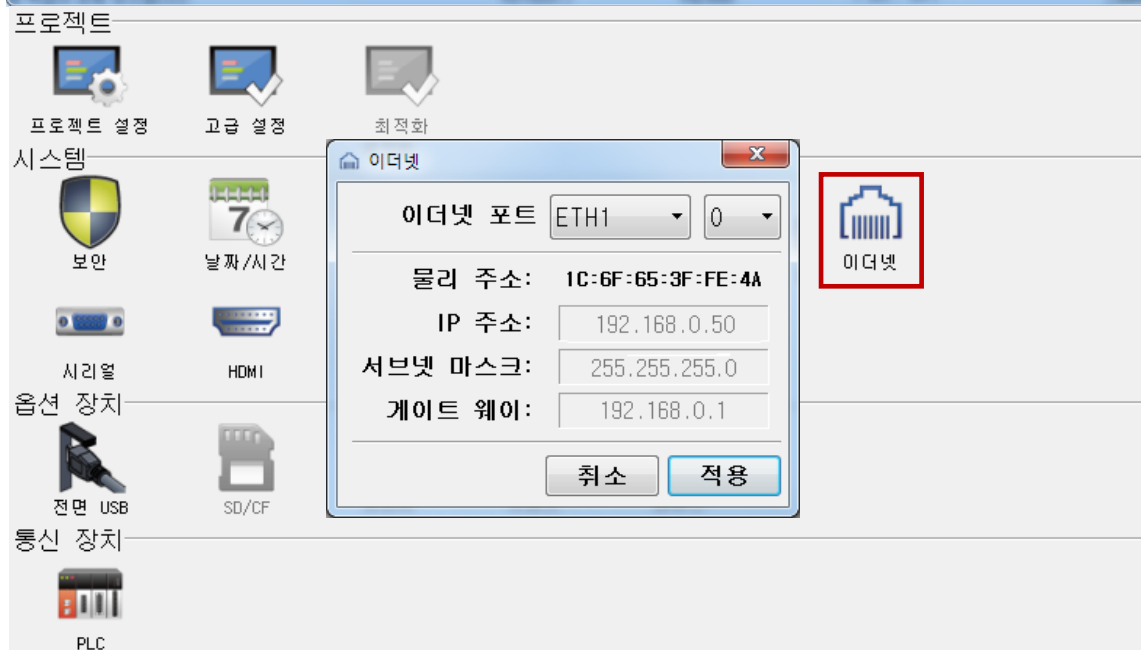 프로젝트
프로젝트 설정
고급 설정
최적화
시스템
보안
7
날짜/시간
이더넷
시리얼
HDMI
이더넷
이더넷 포트 ETH1 0
물리 주소: 1C:6F:65:3F:FE:4A
IP 주소: 192.168.0.50
서브넷 마스크: 255.255.255.0
게이트 웨이: 192.168.0.1
취소 적용
옵션 장치
전면 USB
SD/CF
통신 장치
PLC